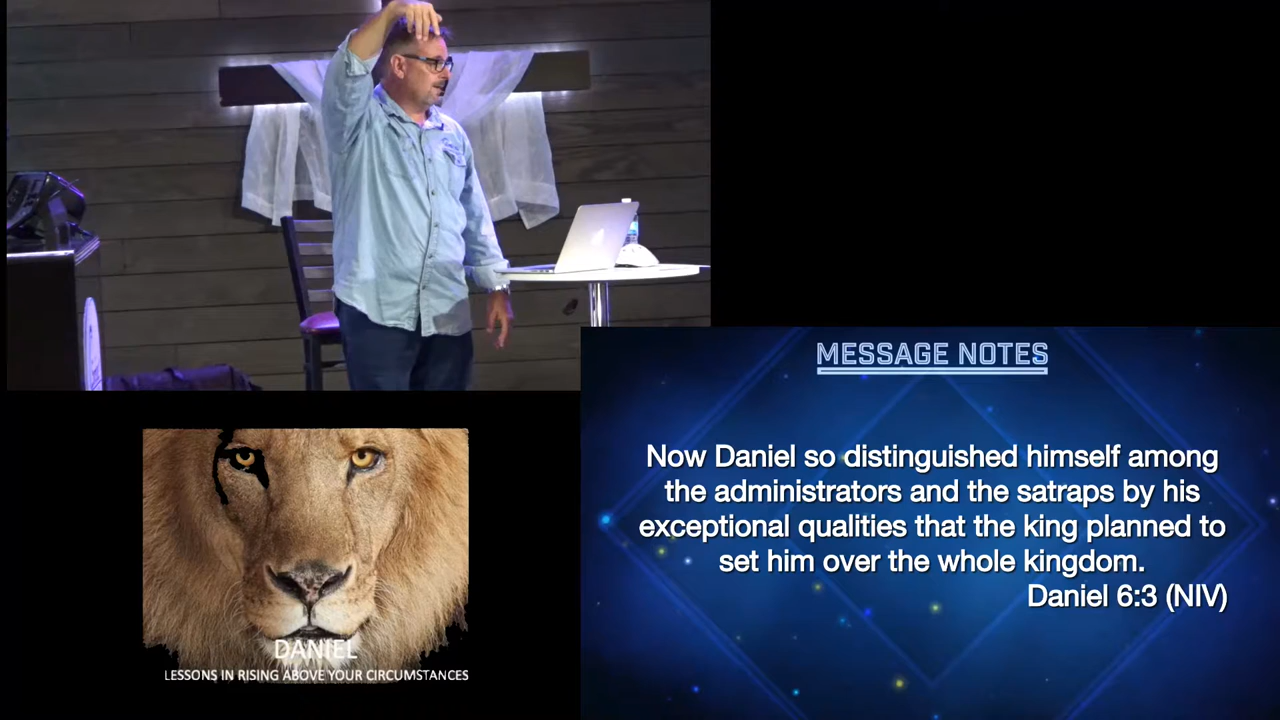 MESSAGE NOTES
Now Daniel so distinguished himself among
the administrators and the satraps by his
exceptional qualities that the king planned to
set him over the whole kingdom.
Daniel 6:3 (NIV)
DANIEL
LESSONS IN RISING ABOVE YOUR CIRCUMSTANCES